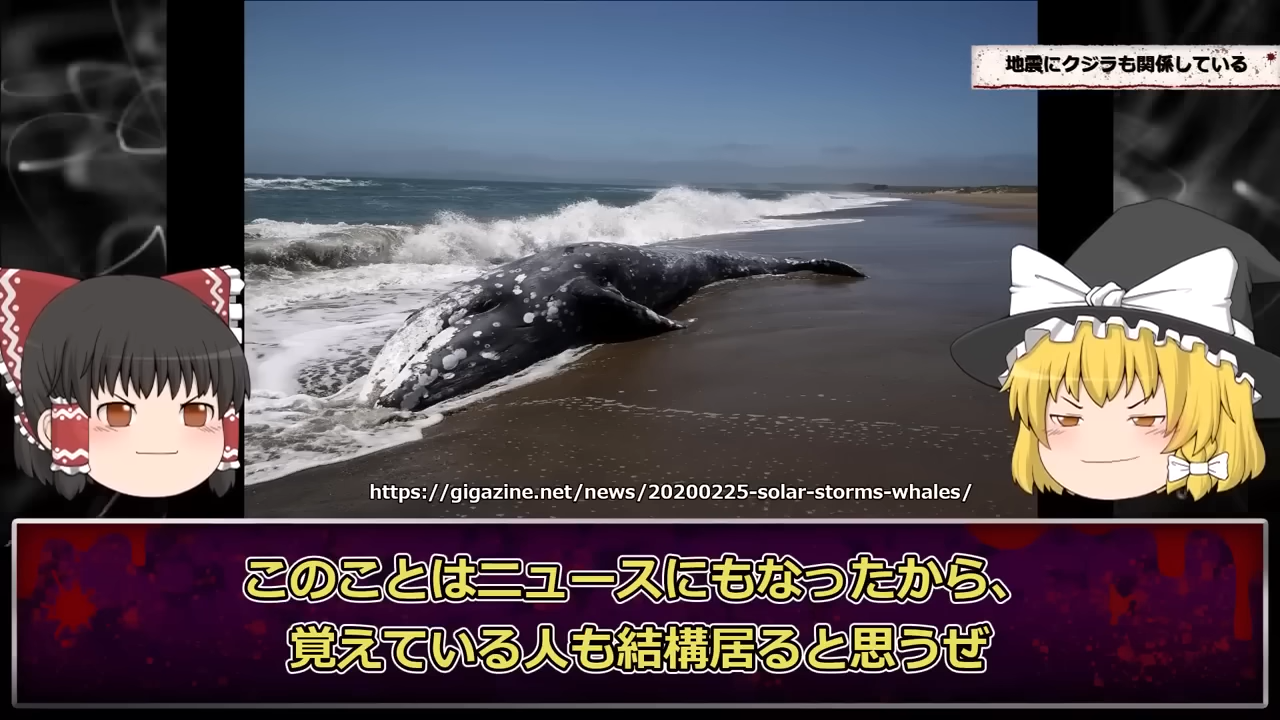 地震にクジラも関係している
https://gigazine.net/news/20200225-solar-storms-whales/
このことはニュースにもなったから、
覚えている人も結構居ると思うぜ